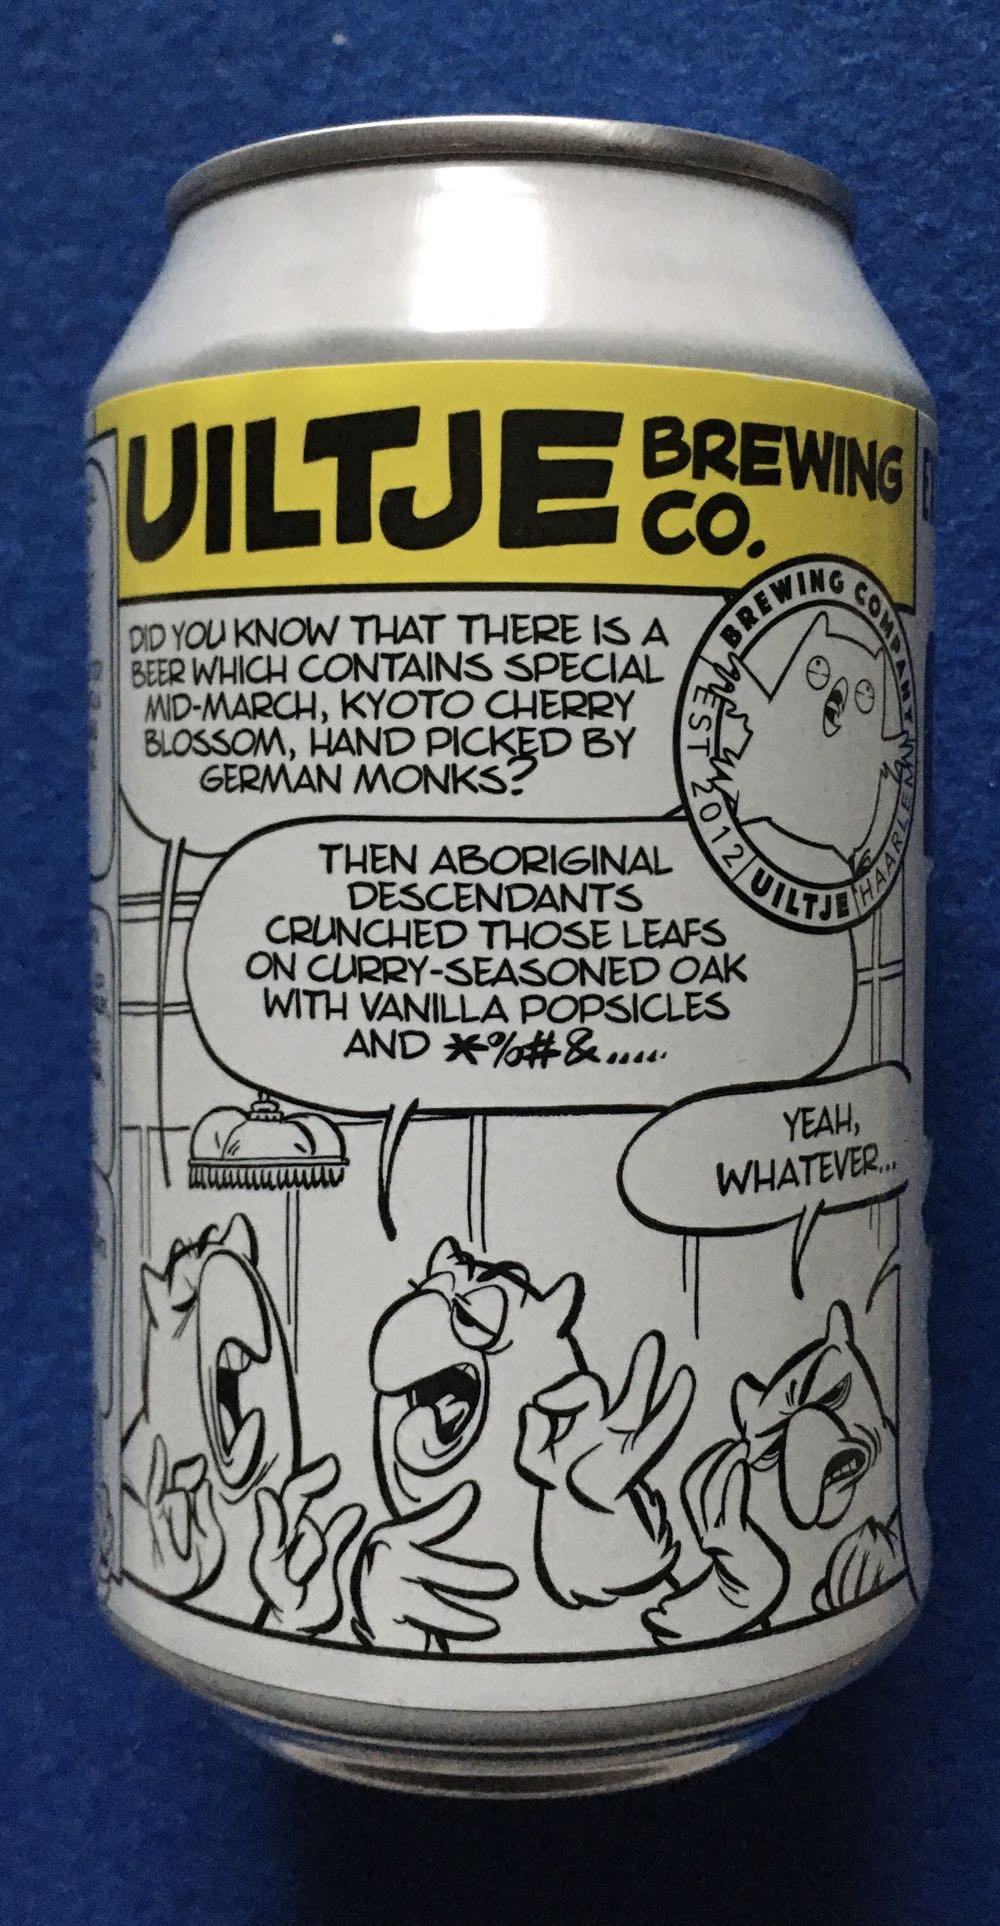 UILTJE BREWING
CO.
DID YOU KNOW THAT THERE IS A
BEER WHICH CONTAINS SPECIAL
MID-MARCH, KYOTO CHERRY
BLOSSOM, HAND PICKED BY
GERMAN MONKS?
BREWING COMPANY
EST 2012
UILTJE
HAARLEM
THEN ABORIGINAL
DESCENDANTS
CRUNCHED THOSE LEAFS
ON CURRY-SEASONED OAK
WITH VANILLA POPSICLES
AND *%#&.....
YEAH,
WHATEVER...